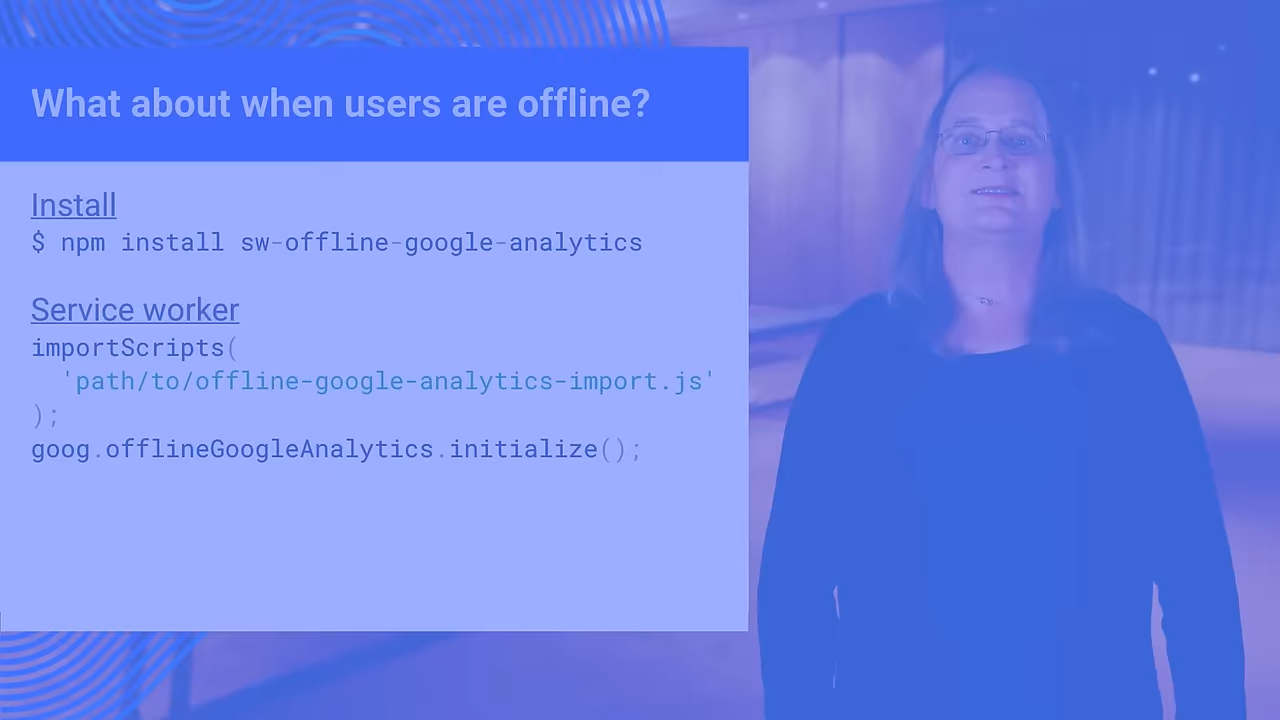 What about when users are offline?
Install
$ npm install sw-offline-google-analytics
Service worker
importScripts(
'path/to/offline-google-analytics-import.js'
);
goog.offlineGoogleAnalytics.initialize();